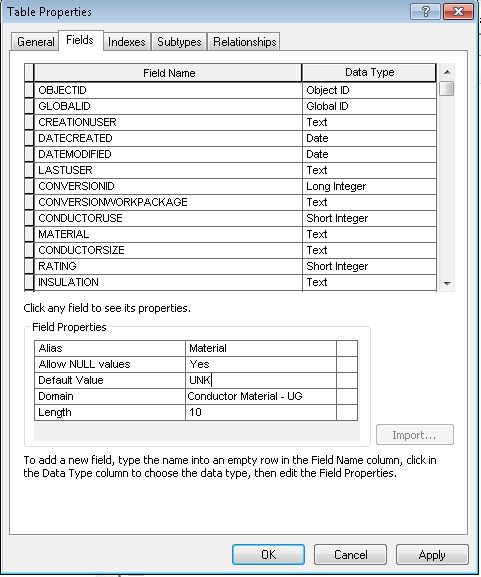 Table Properties
General Fields Indexes Subtypes Relationships
Field Name Data Type
OBJECTID Object ID
GLOBALID Global ID
CREATIONUSER Text
DATECREATED Date
DATEMODIFIED Date
LASTUSER Text
CONVERSIONID Long Integer
CONVERSIONWORKPACKAGE Text
CONDUCTORUSE Short Integer
MATERIAL Text
CONDUCTORSIZE Text
RATING Short Integer
INSULATION Text
Click any field to see its properties.
Field Properties
Alias Material
Allow NULL values Yes
Default Value UNK
Domain Conductor Material - UG
Length 10
Import...
To add a new field, type the name into an empty row in the Field Name column, click in
the Data Type column to choose the data type, then edit the Field Properties.
OK Cancel Apply